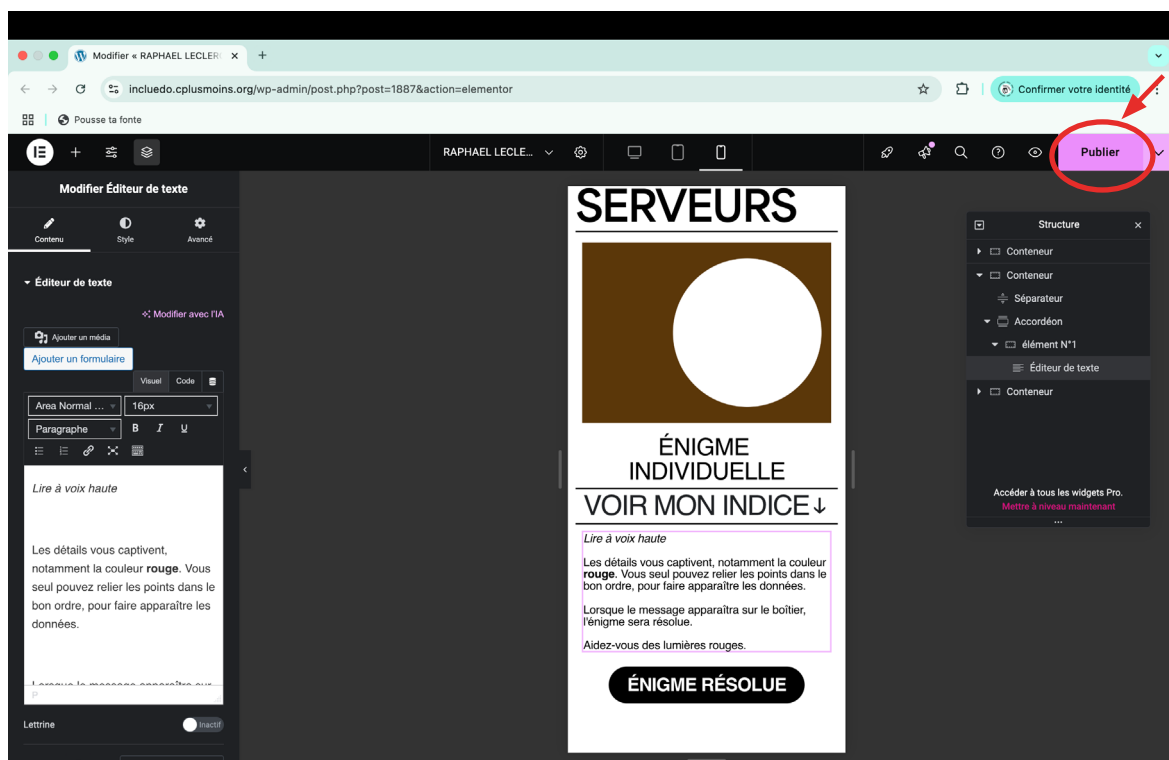 Modifier « RAPHAEL LECLER
incluedo.cplusmoins.org/wp-admin/post.php?post=1887&action=elementor
Confirmer votre identité
Pousse ta fonte
RAPHAEL LECLE...
Publier
Modifier Éditeur de texte
Contenu
Style
Avancé
Éditeur de texte
Modifier avec l'IA
Ajouter un média
Ajouter un formulaire
Visuel
Code
Area Normal ...
16px
Paragraphe
B I U
Lire à voix haute
Les détails vous captivent,
notamment la couleur rouge. Vous
seul pouvez relier les points dans le
bon ordre, pour faire apparaître les
données.
Lorsque le message apparaîtra sur
P
Lettrine
Inactif
SERVEURS
ÉNIGME
INDIVIDUELLE
VOIR MON INDICE↓
Lire à voix haute
Les détails vous captivent, notamment la couleur
rouge. Vous seul pouvez relier les points dans le
bon ordre, pour faire apparaître les données.
Lorsque le message apparaîtra sur le boîtier,
l'énigme sera résolue.
Aidez-vous des lumières rouges.
ÉNIGME RÉSOLUE
Structure
Conteneur
Conteneur
Séparateur
Accordéon
élément N°1
Éditeur de texte
Conteneur
Accéder à tous les widgets Pro.
Mettre à niveau maintenant